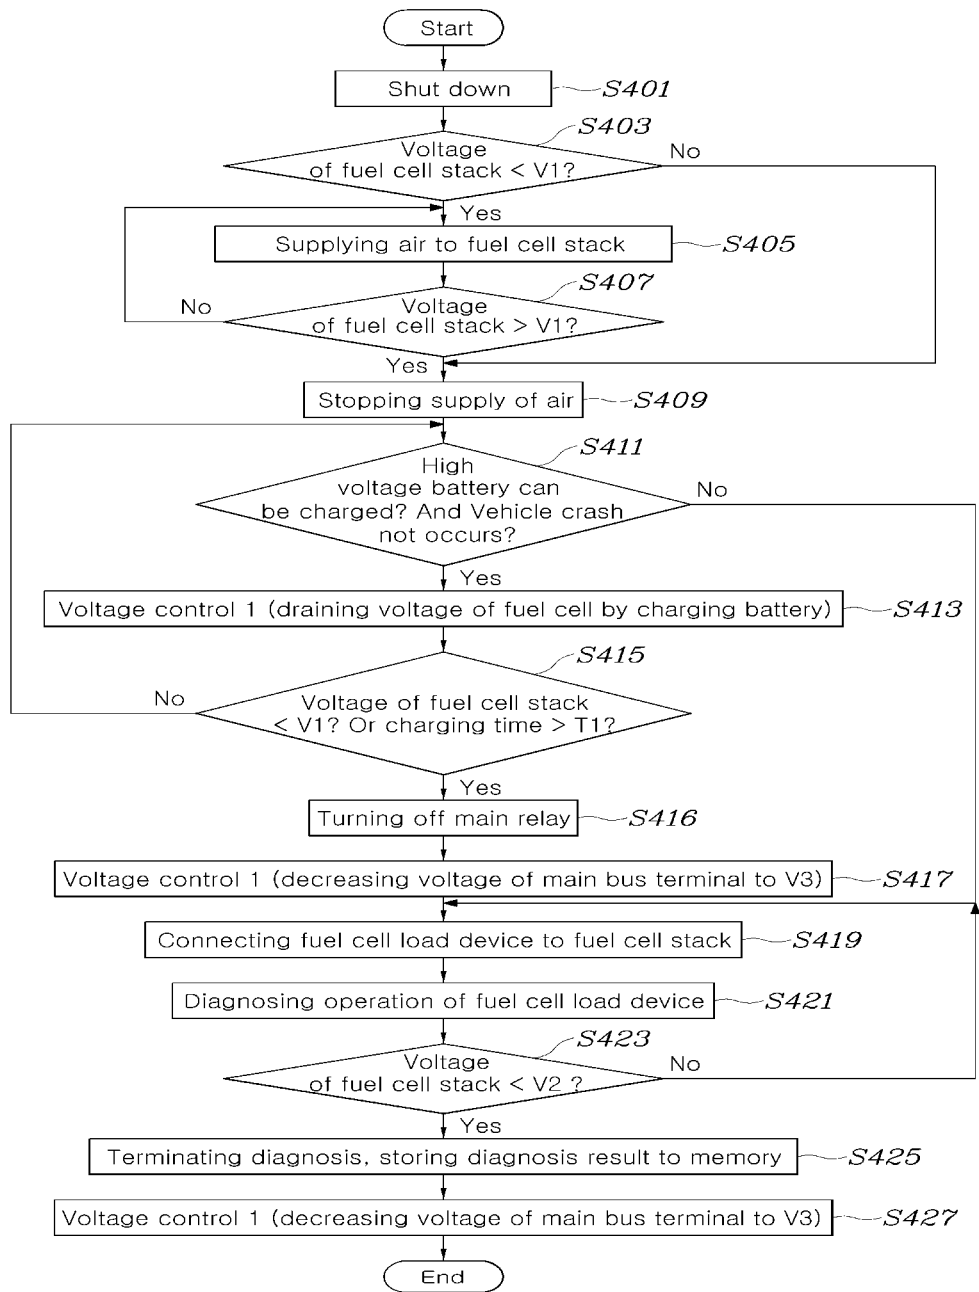 Start
Shut down
S401
S403
Voltage
of fuel cell stack < V1?
No
Yes
Supplying air to fuel cell stack
S405
S407
No
Voltage
of fuel cell stack > V1?
Yes
Stopping supply of air
S409
S411
High
voltage battery can
be charged? And Vehicle crash
not occurs?
No
Yes
Voltage control 1 (draining voltage of fuel cell by charging battery)
S413
S415
No
Voltage of fuel cell stack
< V1? Or charging time > T1?
Yes
Turning off main relay
S416
Voltage control 1 (decreasing voltage of main bus terminal to V3)
S417
Connecting fuel cell load device to fuel cell stack
S419
Diagnosing operation of fuel cell load device
S421
S423
Voltage
of fuel cell stack < V2 ?
No
Yes
Terminating diagnosis, storing diagnosis result to memory
S425
Voltage control 1 (decreasing voltage of main bus terminal to V3)
S427
End